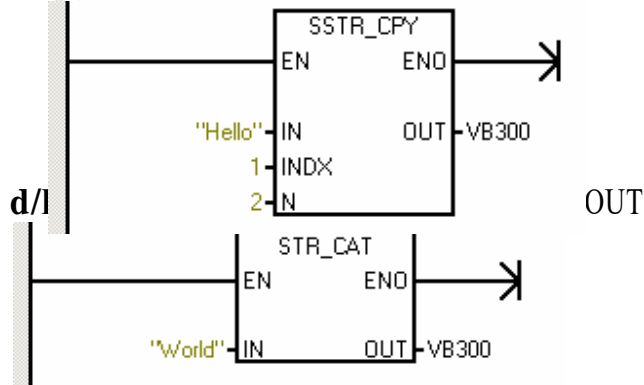 SSTR_CPY
EN ENO
"Hello" IN OUT VB300
1 INDX
2 N
OUT
STR_CAT
EN ENO
"World" IN OUT VB300